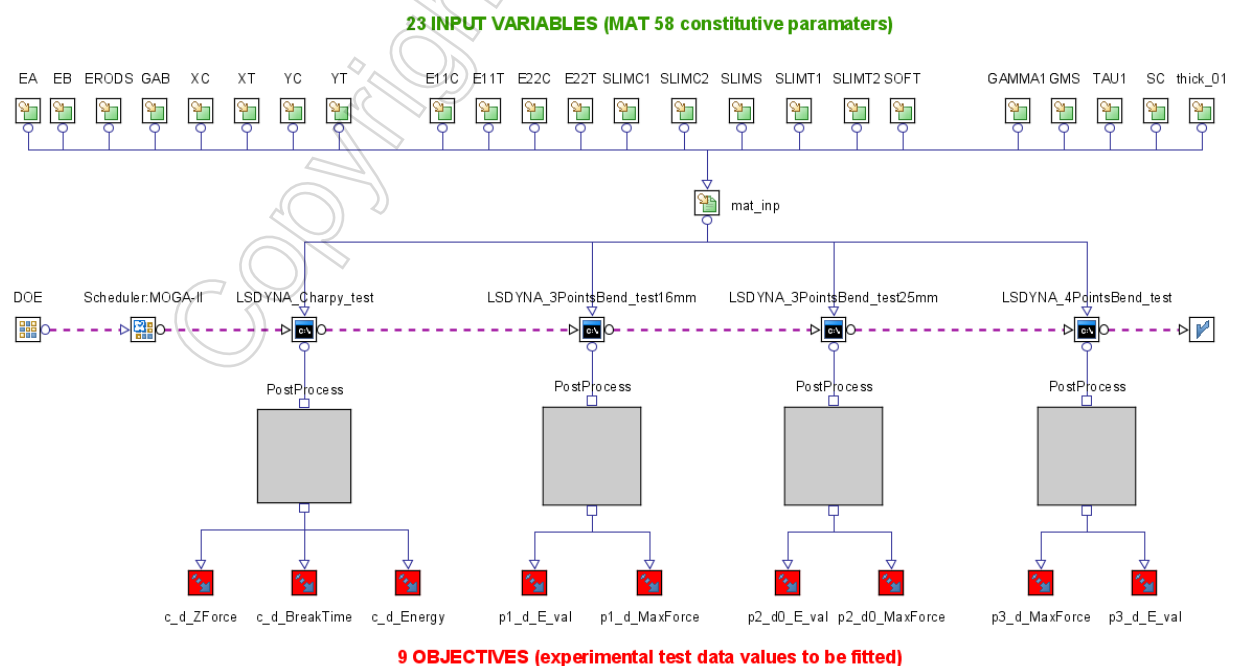 23 INPUT VARIABLES (MAT 58 constitutive paramaters)
EA EB ERODS GAB XC XT YC YT E11C E11T E22C E22T SLIMC1 SLIMC2 SLIMS SLIMT1 SLIMT2 SOFT GAMMA1 GMS TAU1 SC thick_01
mat_inp
DOE Scheduler:MOGA-II LSDYNA_Charpy_test LSDYNA_3PointsBend_test16mm LSDYNA_3PointsBend_test25mm LSDYNA_4PointsBend_test
PostProcess PostProcess PostProcess PostProcess
c_d_ZForce c_d_BreakTime c_d_Energy p1_d_E_val p1_d_MaxForce p2_d0_E_val p2_d0_MaxForce p3_d_MaxForce p3_d_E_val
9 OBJECTIVES (experimental test data values to be fitted)
Copyrigh